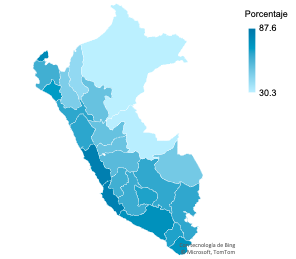 Porcentaje
87.6
30.3
Tecnología de Bing
Microsoft, TomTom